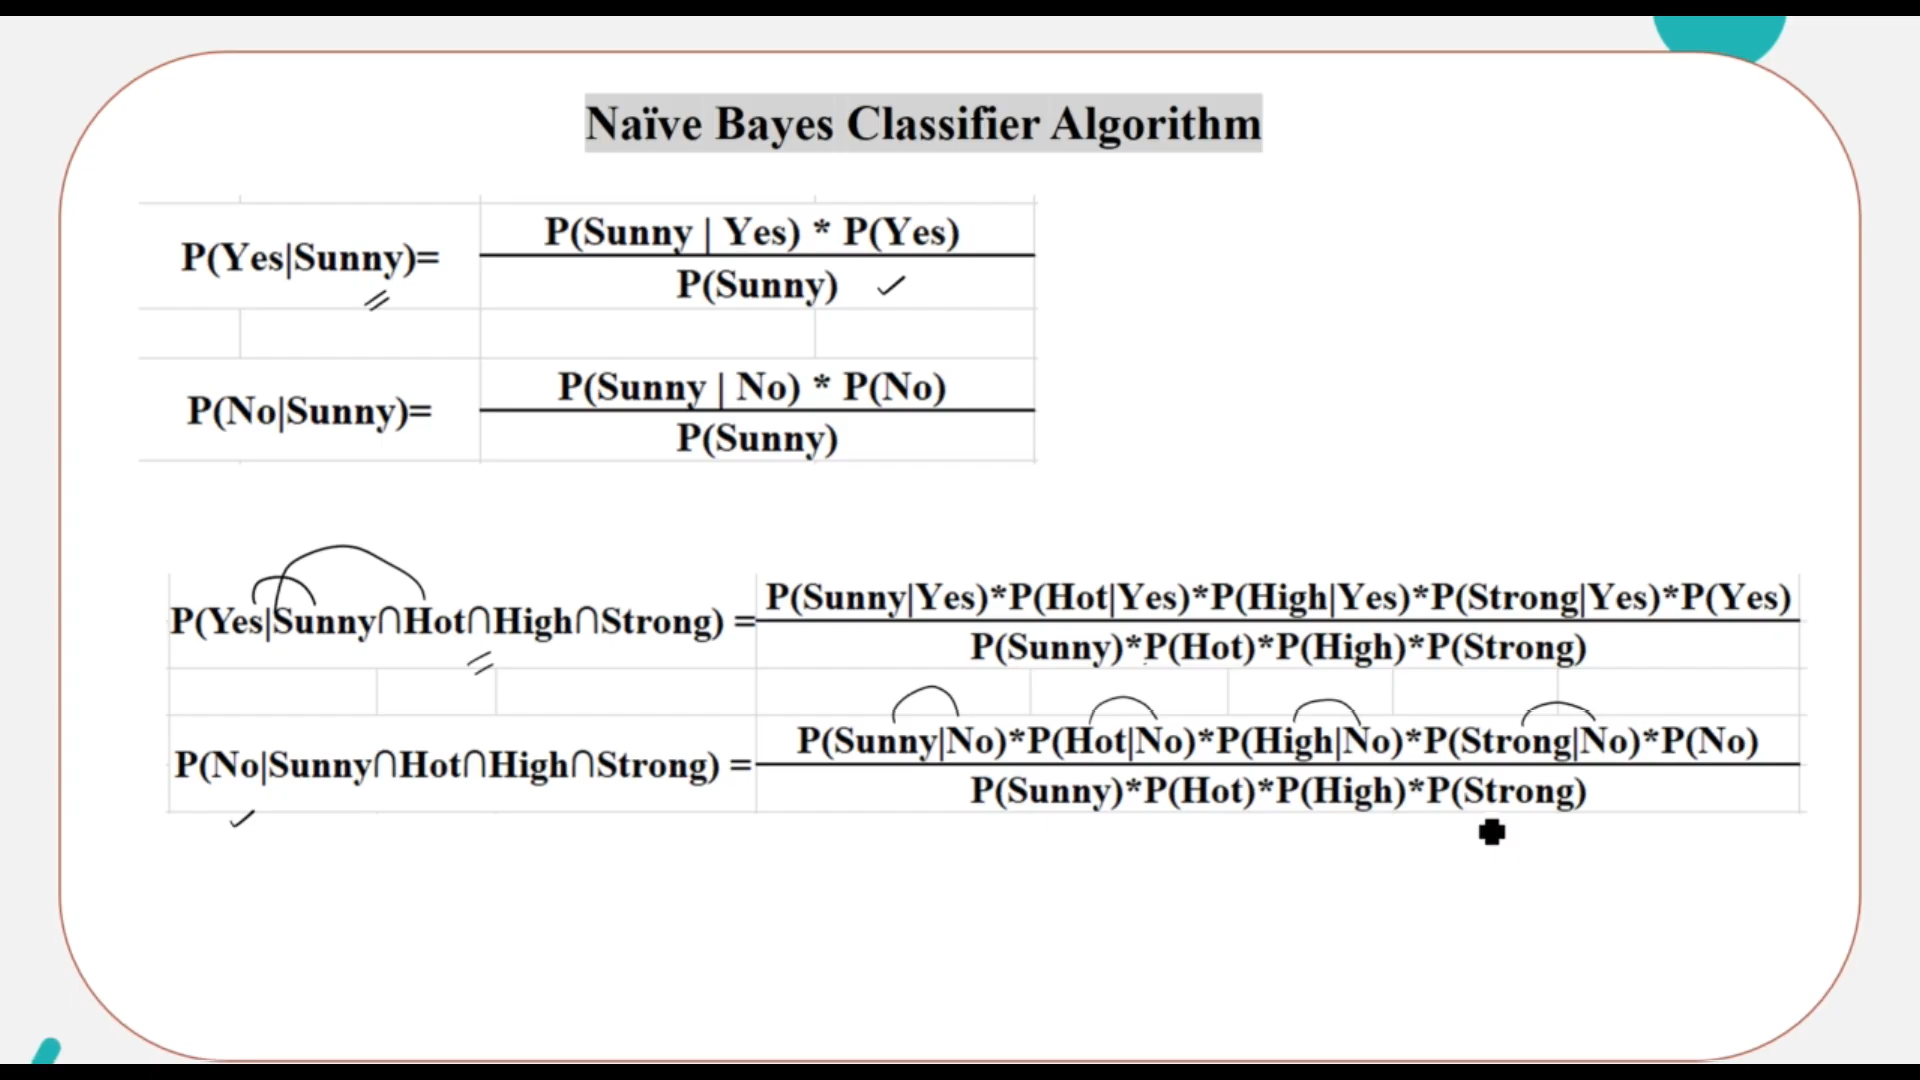 Naïve Bayes Classifier Algorithm
P(Yes|Sunny)=
P(Sunny | Yes) * P(Yes)
P(Sunny)
P(No|Sunny)=
P(Sunny | No) * P(No)
P(Sunny)
P(Yes|Sunny∩Hot∩High∩Strong) =
P(Sunny|Yes)*P(Hot|Yes)*P(High|Yes)*P(Strong|Yes)*P(Yes)
P(Sunny)*P(Hot)*P(High)*P(Strong)
P(No|Sunny∩Hot∩High∩Strong) =
P(Sunny|No)*P(Hot|No)*P(High|No)*P(Strong|No)*P(No)
P(Sunny)*P(Hot)*P(High)*P(Strong)